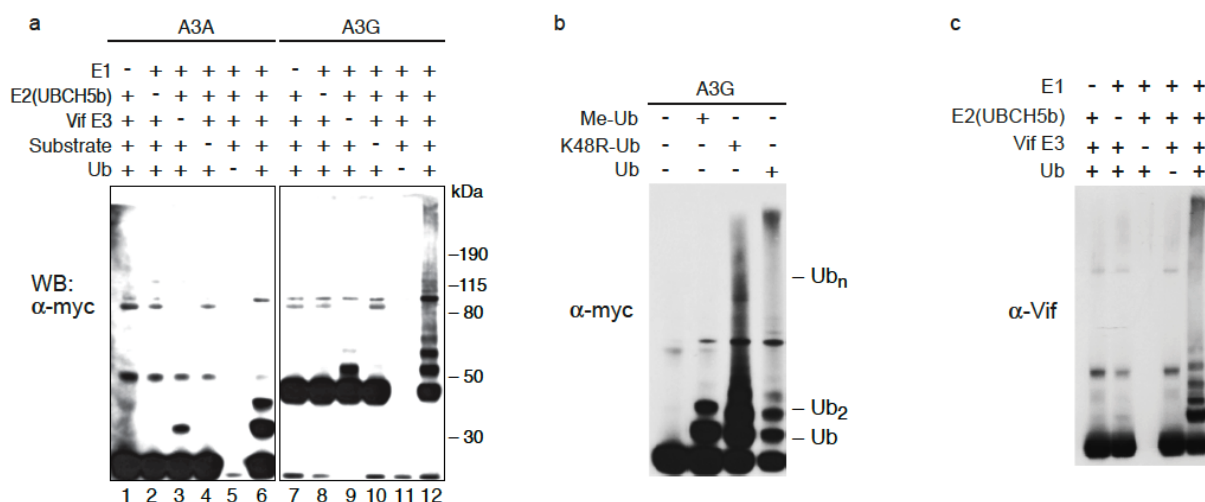 a
A3A A3G
E1 - + + + + + - + + + + +
E2(UBCH5b) + - + + + + + - + + + +
Vif E3 + + - + + + + + - + + +
Substrate + + + - + + + + + - + +
Ub + + + + - + + + + + - +
kDa
–190
–115
– 80
– 50
– 30
WB:
α-myc
1 2 3 4 5 6 7 8 9 10 11 12
b
A3G
Me-Ub - + - -
K48R-Ub - - + -
Ub - - - +
– Ubn
– Ub2
– Ub
α-myc
c
E1 - + + + +
E2(UBCH5b) + - + + +
Vif E3 + + - + +
Ub + + + - +
α-Vif